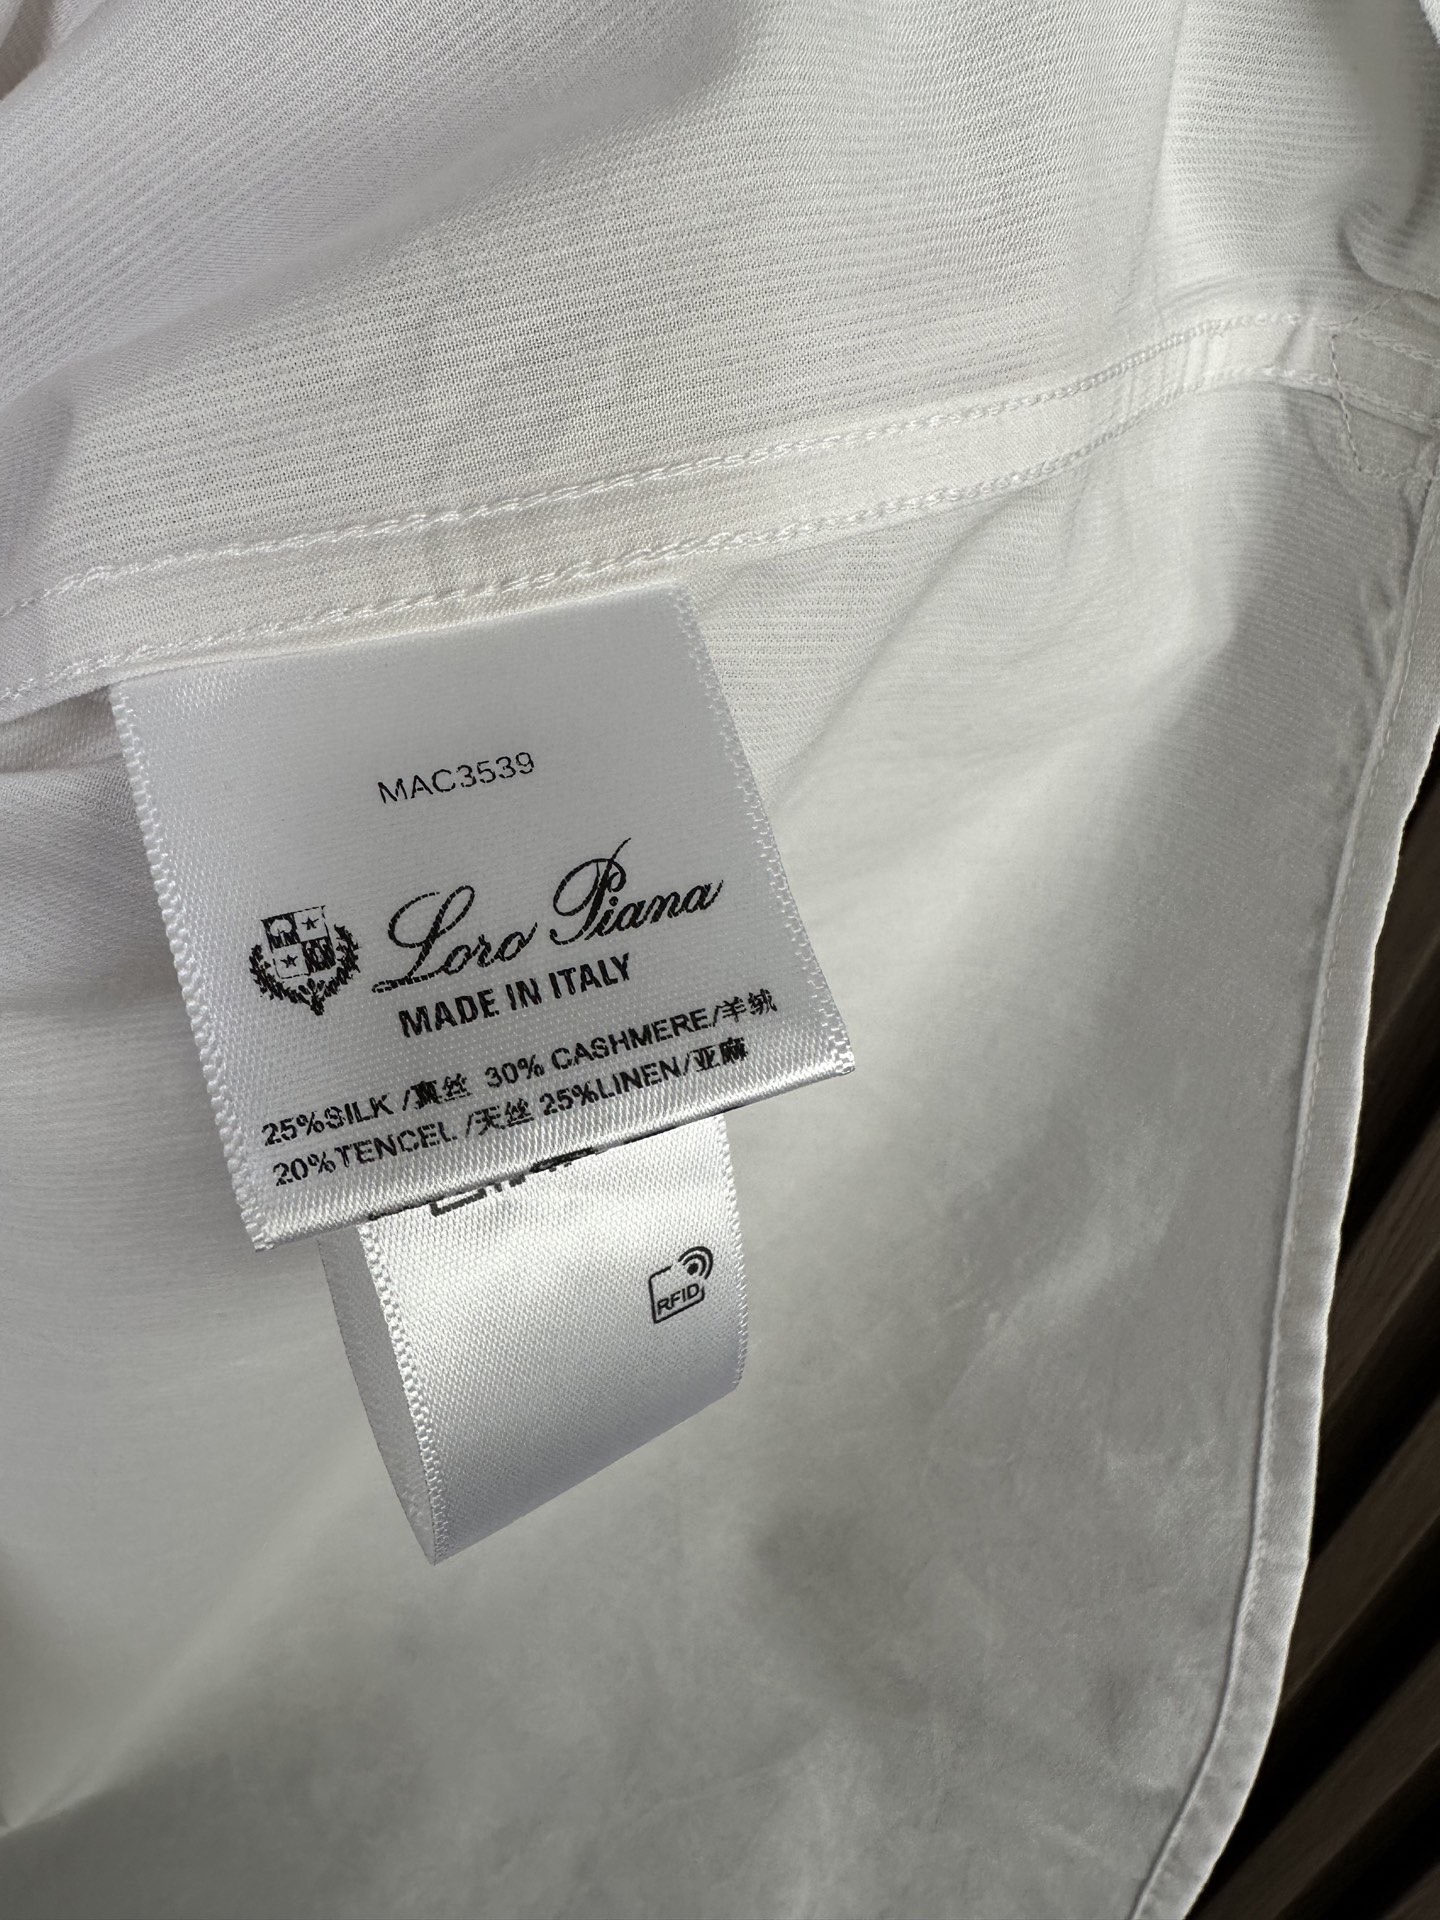 MAC3539
Loro Piana
MADE IN ITALY
25%SILK /真丝 30% CASHMERE/羊绒
20%TENCEL /天丝 25%LINEN/亚麻
RFID